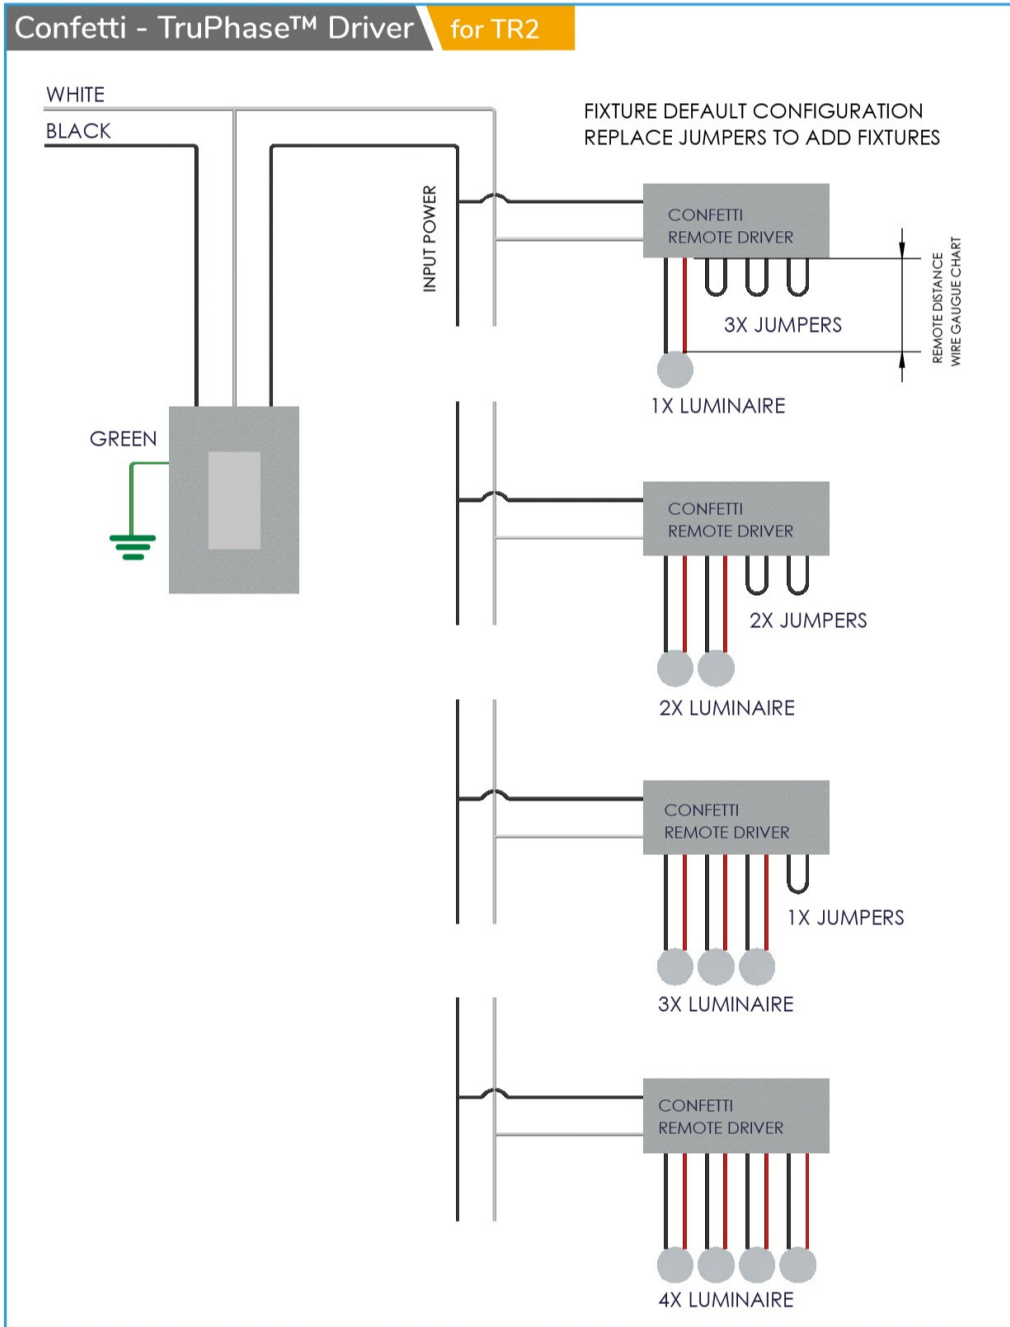 Confetti - TruPhase™ Driver for TR2
WHITE
BLACK
FIXTURE DEFAULT CONFIGURATION
REPLACE JUMPERS TO ADD FIXTURES
INPUT POWER
CONFETTI
REMOTE DRIVER
REMOTE DISTANCE
WIRE GAUGUE CHART
3X JUMPERS
1X LUMINAIRE
GREEN
CONFETTI
REMOTE DRIVER
2X JUMPERS
2X LUMINAIRE
CONFETTI
REMOTE DRIVER
1X JUMPERS
3X LUMINAIRE
CONFETTI
REMOTE DRIVER
4X LUMINAIRE